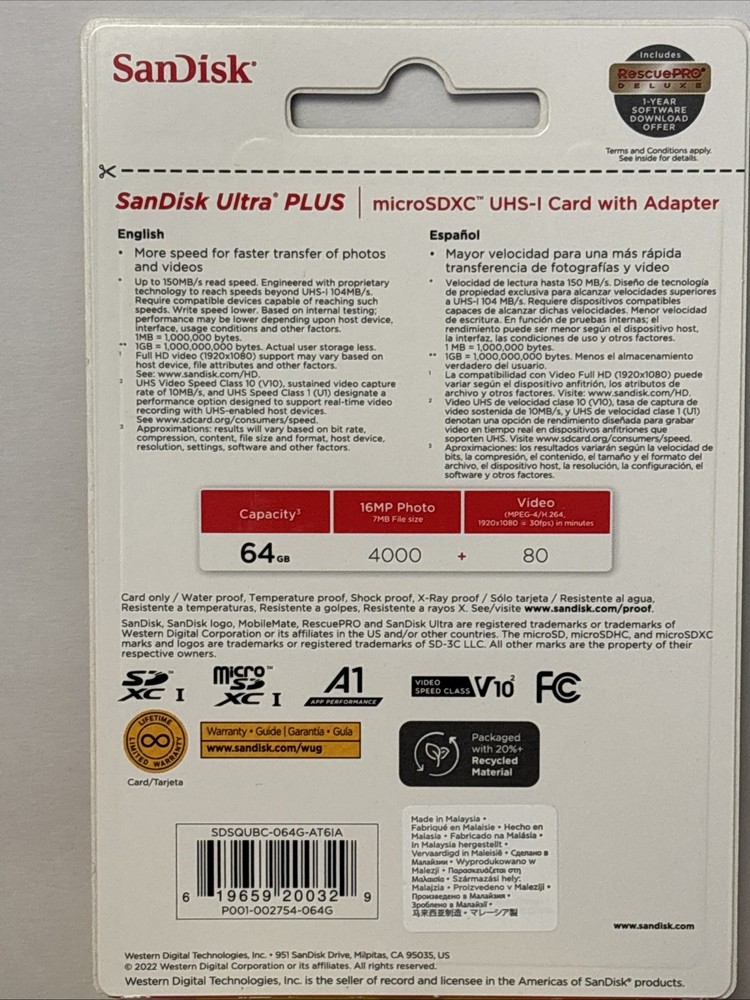 SanDisk®
Includes
RescuePRO®
DELUXE
1-YEAR
SOFTWARE
DOWNLOAD
OFFER
Terms and Conditions apply.
See inside for details.
SanDisk Ultra® PLUS | microSDXC™ UHS-I Card with Adapter
English
• More speed for faster transfer of photos
and videos
* Up to 150MB/s read speed. Engineered with proprietary
technology to reach speeds beyond UHS-I 104MB/s.
Require compatible devices capable of reaching such
speeds. Write speed lower. Based on internal testing;
performance may be lower depending upon host device,
interface, usage conditions and other factors.
1MB = 1,000,000 bytes.
** 1GB = 1,000,000,000 bytes. Actual user storage less.
1 Full HD video (1920x1080) support may vary based on
host device, file attributes and other factors.
See: www.sandisk.com/HD.
2 UHS Video Speed Class 10 (V10), sustained video capture
rate of 10MB/s, and UHS Speed Class 1 (U1) designate a
performance option designed to support real-time video
recording with UHS-enabled host devices.
See www.sdcard.org/consumers/speed.
3 Approximations: results will vary based on bit rate,
compression, content, file size and format, host device,
resolution, settings, software and other factors.
Español
• Mayor velocidad para una más rápida
transferencia de fotografías y video
* Velocidad de lectura hasta 150 MB/s. Diseño de tecnología
de propiedad exclusiva para alcanzar velocidades superiores
a UHS-I 104 MB/s. Requiere dispositivos compatibles
capaces de alcanzar dichas velocidades. Menor velocidad
de escritura. En función de pruebas internas; el
rendimiento puede ser menor según el dispositivo host,
la interfaz, las condiciones de uso y otros factores.
1 MB = 1,000,000 bytes.
** 1GB = 1,000,000,000 bytes. Menos el almacenamiento
verdadero del usuario.
1 La compatibilidad con Video Full HD (1920x1080) puede
variar según el dispositivo anfitrión, los atributos de
archivo y otros factores. Visite: www.sandisk.com/HD.
2 Video UHS de velocidad clase 10 (V10), tasa de captura de
video sostenida de 10MB/s, y UHS de velocidad clase 1 (U1)
denotan una opción de rendimiento diseñada para grabar
video en tiempo real en dispositivos anfitriones que
soporten UHS. Visite www.sdcard.org/consumers/speed.
3 Aproximaciones: los resultados variarán según la velocidad de
bits, la compresión, el contenido, el tamaño y el formato del
archivo, el dispositivo host, la resolución, la configuración, el
software y otros factores.
Capacity³
16MP Photo
7MB File size
Video
(MPEG-4/H.264,
1920x1080 @ 30fps) in minutes
64GB 4000 + 80
Card only / Water proof, Temperature proof, Shock proof, X-Ray proof / Sólo tarjeta / Resistente al agua,
Resistente a temperaturas, Resistente a golpes, Resistente a rayos X. See/visite www.sandisk.com/proof.
SanDisk, SanDisk logo, MobileMate, RescuePRO and SanDisk Ultra are registered trademarks or trademarks of
Western Digital Corporation or its affiliates in the US and/or other countries. The microSD, microSDHC, and microSDXC
marks and logos are trademarks or registered trademarks of SD-3C LLC. All other marks are the property of their
respective owners.
SD™ XC I
micro SD™ XC I
A1
APP PERFORMANCE
VIDEO
SPEED CLASS V10²
FC
LIFETIME
LIMITED WARRANTY
Card/Tarjeta
Warranty • Guide | Garantía • Guía
www.sandisk.com/wug
Packaged
with 20%+
Recycled
Material
SDSQUBC-064G-AT6IA
6 19659 20032 9
P001-002754-064G
Made in Malaysia •
Fabriqué en Malaisie • Hecho en
Malasia • Fabricado na Malásia •
In Malaysia hergestellt •
Vervaardigd in Maleisië • Сделано в
Малайзии • Wyprodukowano w
Malezji • Παρασκευάζεται στη
Μαλαισία • Származási hely:
Malajzia • Proizvedeno v Maleziji •
Произведено в Малаизия •
Зроблено в Малайзії •
马来西亚制造 • マレーシア製
www.sandisk.com
Western Digital Technologies, Inc. • 951 SanDisk Drive, Milpitas, CA 95035, US
© 2022 Western Digital Corporation or its affiliates. All rights reserved.
Western Digital Technologies, Inc. is the seller of record and licensee in the Americas of SanDisk® products.